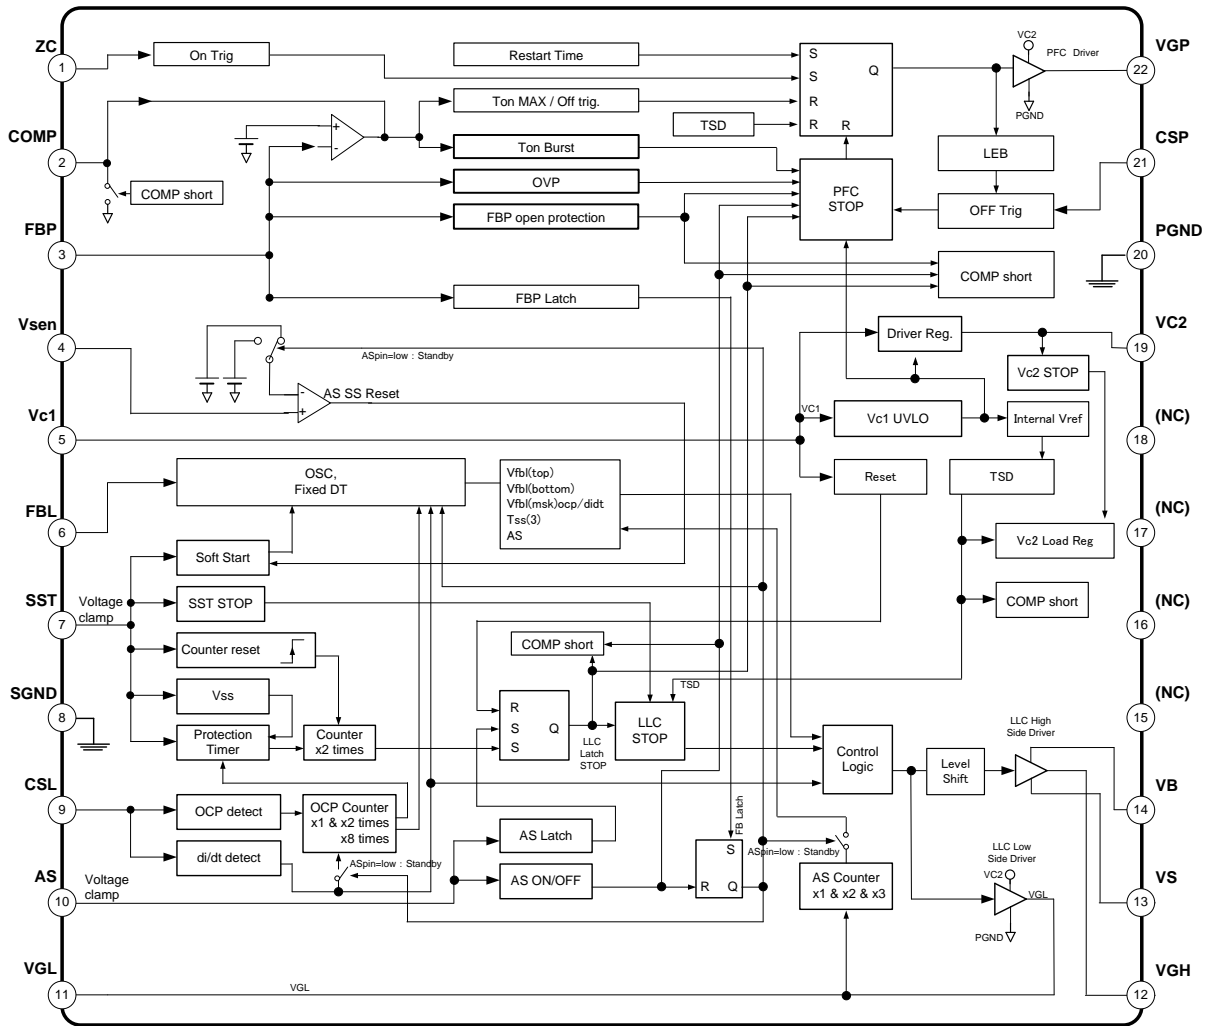 ZC
1
On Trig
Restart Time
S
S
Q
R
R
R
VC2
PFC Driver
PGND
VGP
22
COMP
2
COMP short
+
-
Ton MAX / Off trig.
TSD
Ton Burst
OVP
FBP open protection
PFC
STOP
LEB
OFF Trig
CSP
21
FBP
3
FBP Latch
COMP short
PGND
20
Vsen
4
ASpin=low : Standby
-
+
AS SS Reset
Driver Reg.
VC2
19
Vc2 STOP
Vc1
5
VC1
Vc1 UVLO
Internal Vref
(NC)
18
Reset
TSD
FBL
6
OSC,
Fixed DT
Vfbl(top)
Vfbl(bottom)
Vfbl(msk)ocp/didt
Tss(3)
AS
(NC)
17
Vc2 Load Reg
Soft Start
SST
7
Voltage
clamp
SST STOP
COMP short
(NC)
16
Counter reset
COMP short
TSD
SGND
8
Vss
Protection
Timer
Counter
x2 times
R
S
S
Q
LLC
Latch
STOP
LLC
STOP
Control
Logic
Level
Shift
LLC High
Side Driver
(NC)
15
VB
14
CSL
9
OCP detect
OCP Counter
x1 & x2 times
x8 times
di/dt detect
ASpin=low : Standby
AS Latch
AS ON/OFF
FB Latch
S
R
Q
ASpin=low : Standby
AS Counter
x1 & x2 & x3
LLC Low
Side Driver
VC2
VGL
PGND
VS
13
AS
10
Voltage
clamp
VGL
11
VGL
VGH
12